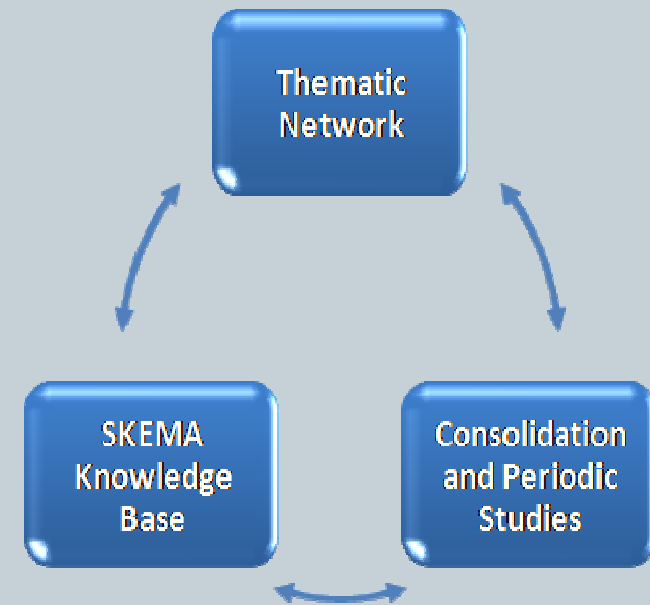 Thematic
Network
SKEMA
Knowledge
Base
Consolidation
and Periodic
Studies